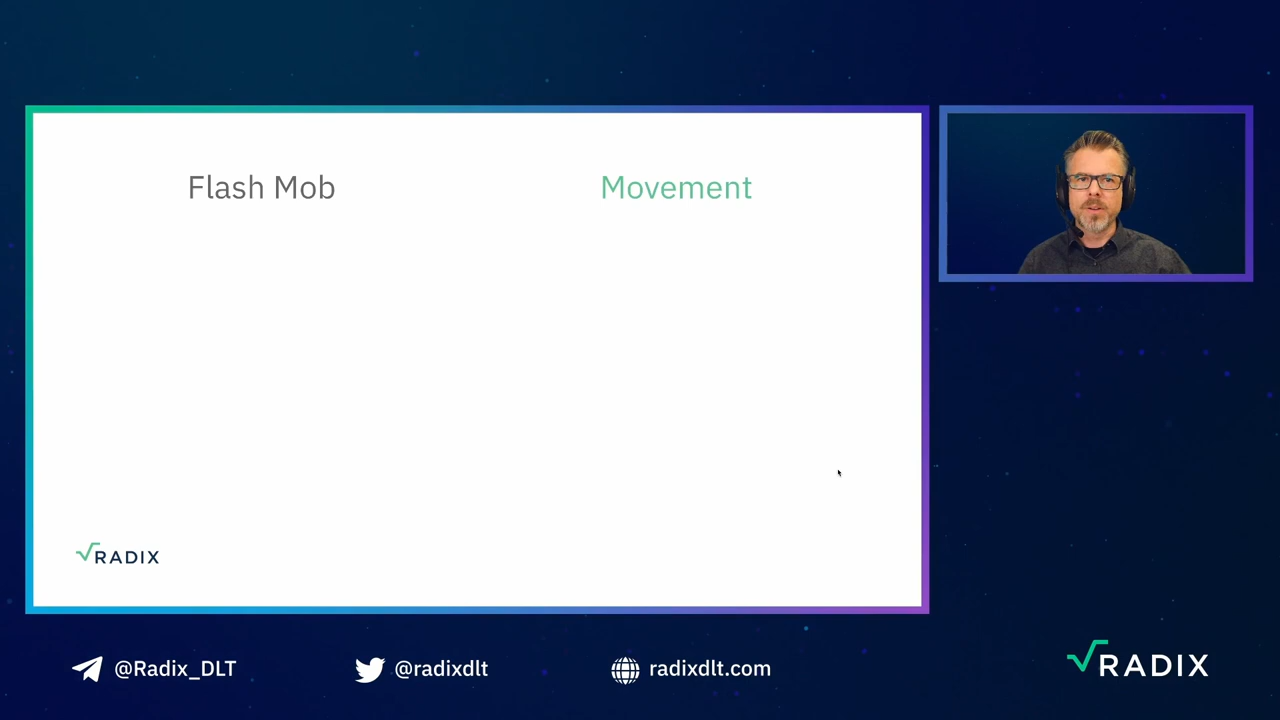 Flash Mob
Movement
RADIX
@Radix_DLT
@radixdlt
radixdlt.com
RADIX